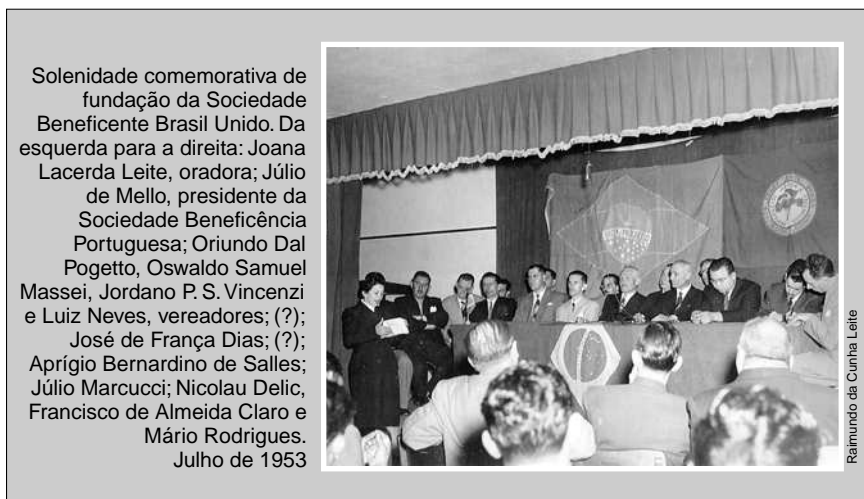 Solenidade comemorativa de
fundação da Sociedade
Beneficente Brasil Unido. Da
esquerda para a direita: Joana
Lacerda Leite, oradora; Júlio
de Mello, presidente da
Sociedade Beneficência
Portuguesa; Oriundo Dal
Pogetto, Oswaldo Samuel
Massei, Jordano P. S. Vincenzi
e Luiz Neves, vereadores; (?);
José de França Dias; (?);
Aprígio Bernardino de Salles;
Júlio Marcucci; Nicolau Delic,
Francisco de Almeida Claro e
Mário Rodrigues.
Julho de 1953
Raimundo da Cunha Leite